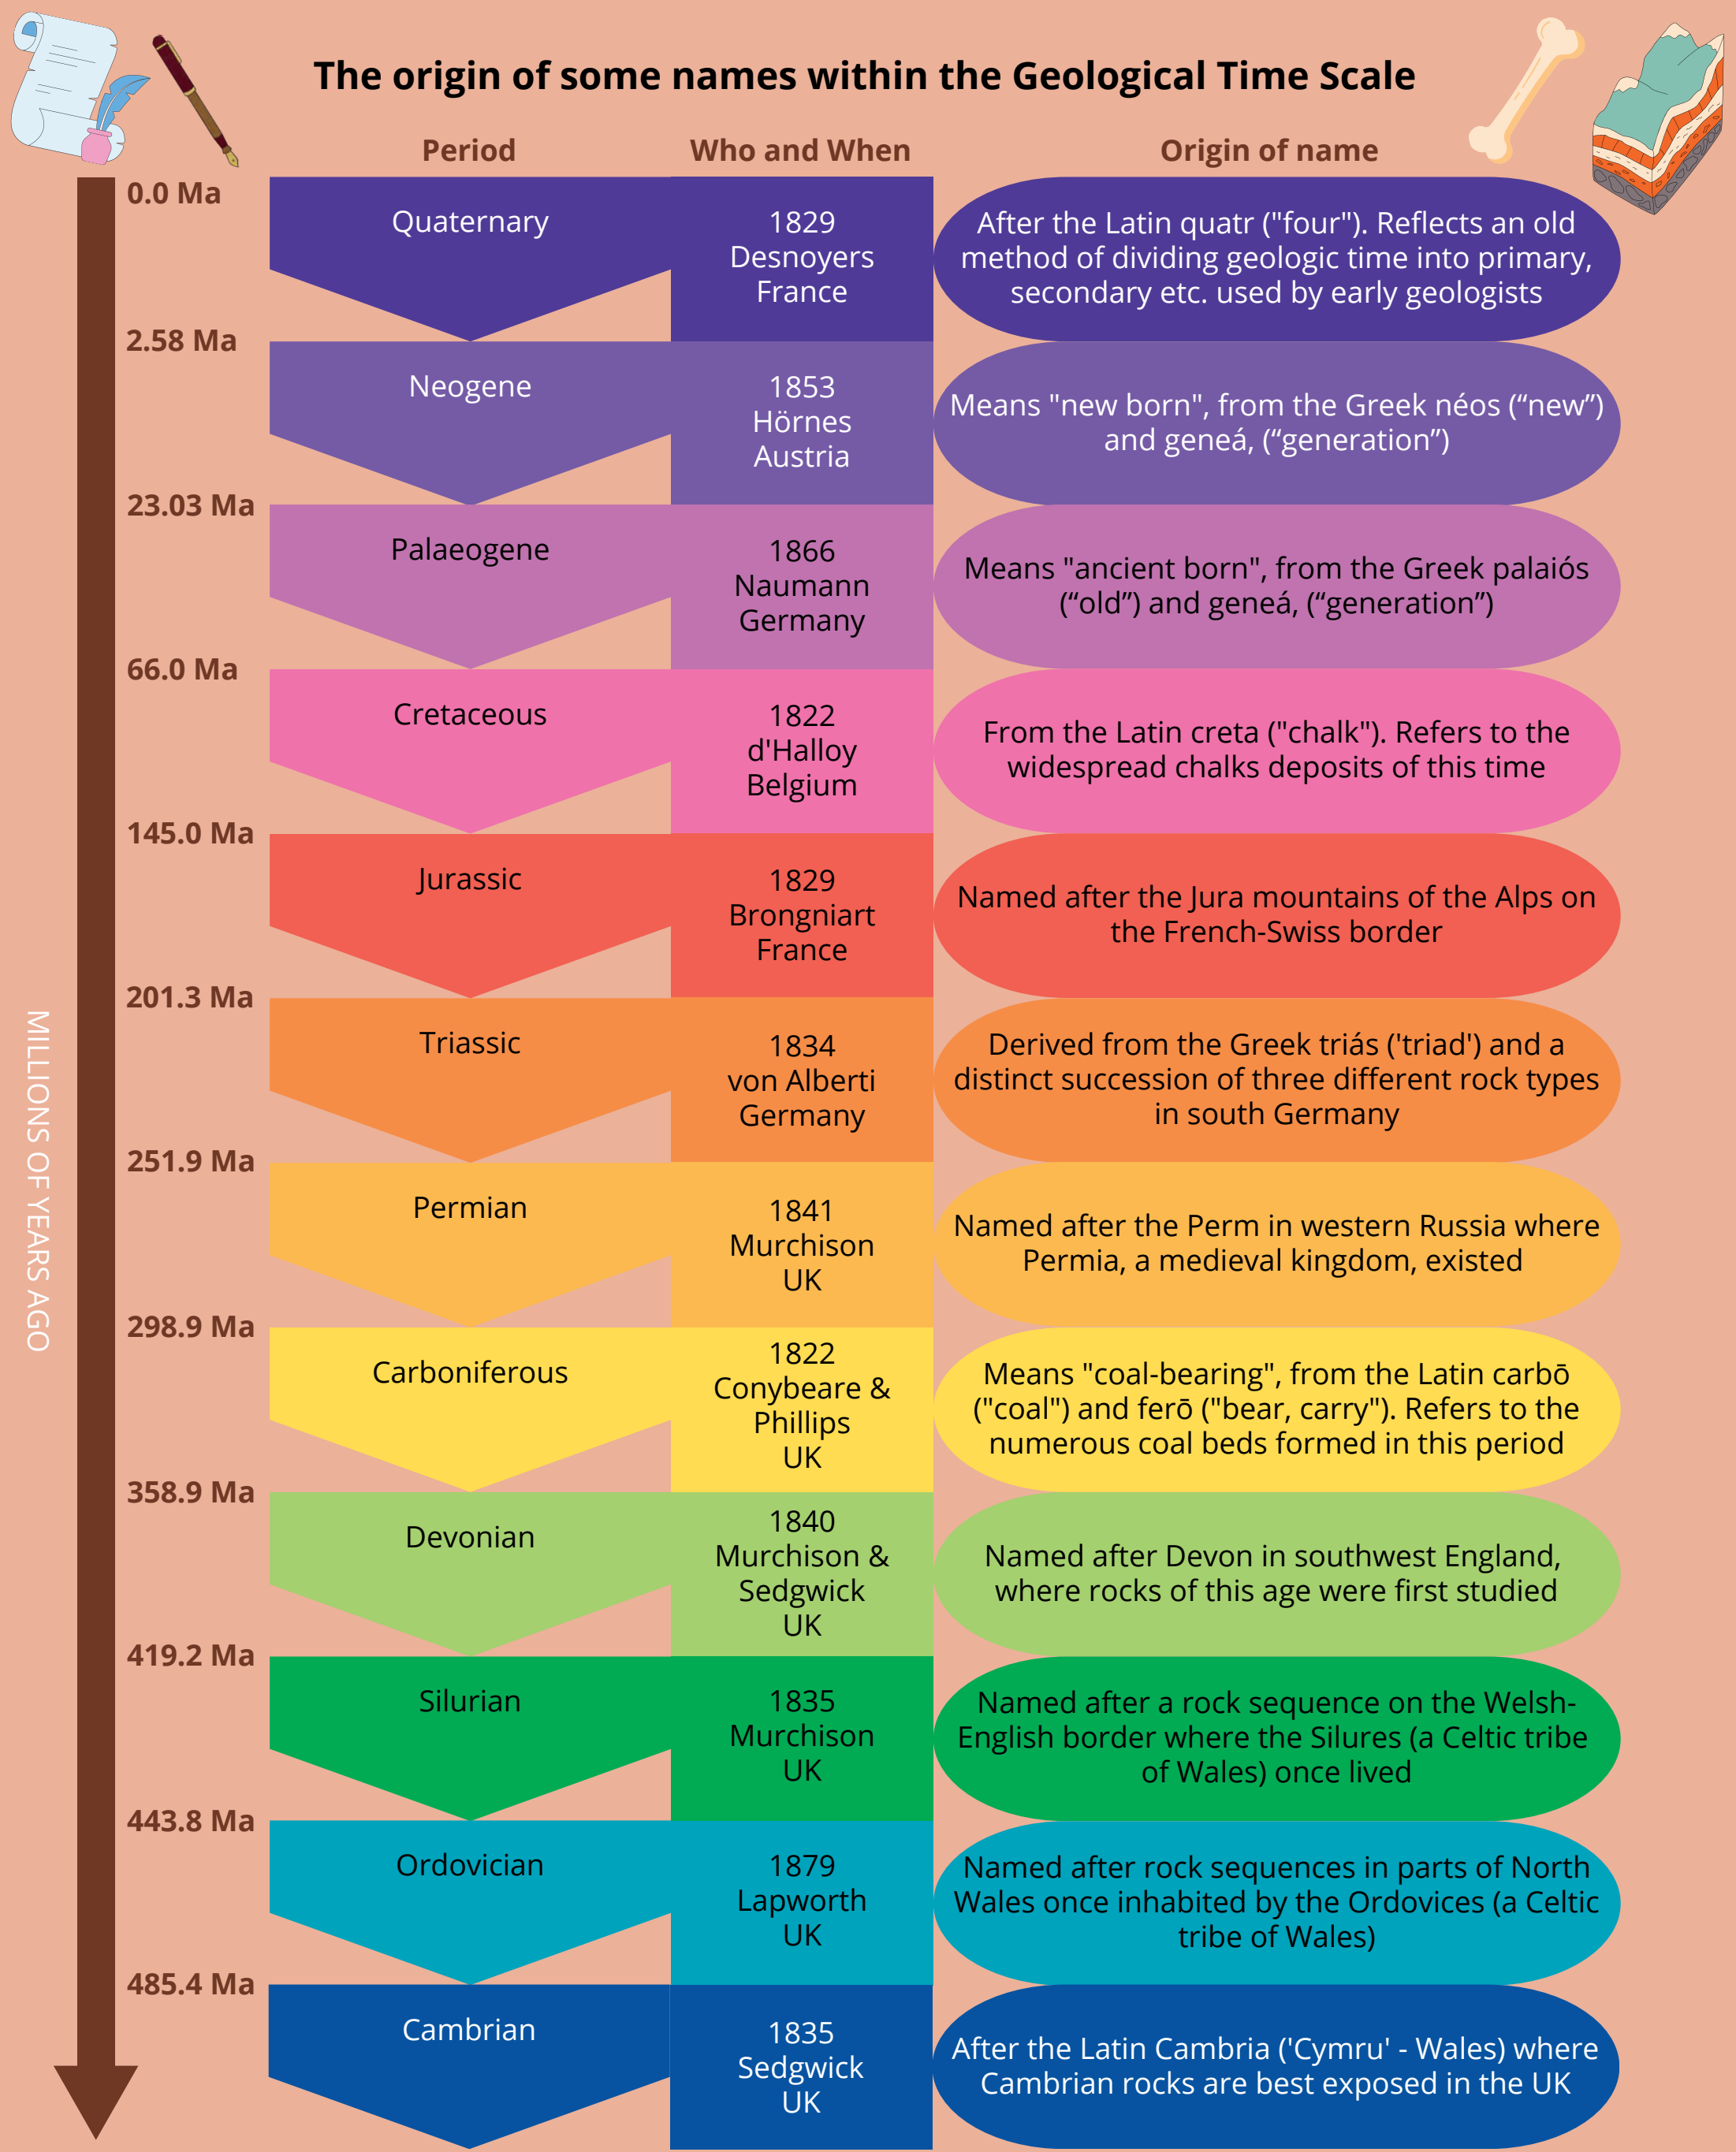 The origin of some names within the Geological Time Scale
Period
Who and When
Origin of name
MILLIONS OF YEARS AGO
0.0 Ma
Quaternary
1829
Desnoyers
France
After the Latin quatr ("four"). Reflects an old
method of dividing geologic time into primary,
secondary etc. used by early geologists
2.58 Ma
Neogene
1853
Hörnes
Austria
Means "new born", from the Greek néos (“new”)
and geneá, (“generation”)
23.03 Ma
Palaeogene
1866
Naumann
Germany
Means "ancient born", from the Greek palaiós
(“old”) and geneá, (“generation”)
66.0 Ma
Cretaceous
1822
d'Halloy
Belgium
From the Latin creta ("chalk"). Refers to the
widespread chalks deposits of this time
145.0 Ma
Jurassic
1829
Brongniart
France
Named after the Jura mountains of the Alps on
the French-Swiss border
201.3 Ma
Triassic
1834
von Alberti
Germany
Derived from the Greek triás ('triad') and a
distinct succession of three different rock types
in south Germany
251.9 Ma
Permian
1841
Murchison
UK
Named after the Perm in western Russia where
Permia, a medieval kingdom, existed
298.9 Ma
Carboniferous
1822
Conybeare &
Phillips
UK
Means "coal-bearing", from the Latin carbō
("coal") and ferō ("bear, carry"). Refers to the
numerous coal beds formed in this period
358.9 Ma
Devonian
1840
Murchison &
Sedgwick
UK
Named after Devon in southwest England,
where rocks of this age were first studied
419.2 Ma
Silurian
1835
Murchison
UK
Named after a rock sequence on the Welsh-
English border where the Silures (a Celtic tribe
of Wales) once lived
443.8 Ma
Ordovician
1879
Lapworth
UK
Named after rock sequences in parts of North
Wales once inhabited by the Ordovices (a Celtic
tribe of Wales)
485.4 Ma
Cambrian
1835
Sedgwick
UK
After the Latin Cambria ('Cymru' - Wales) where
Cambrian rocks are best exposed in the UK